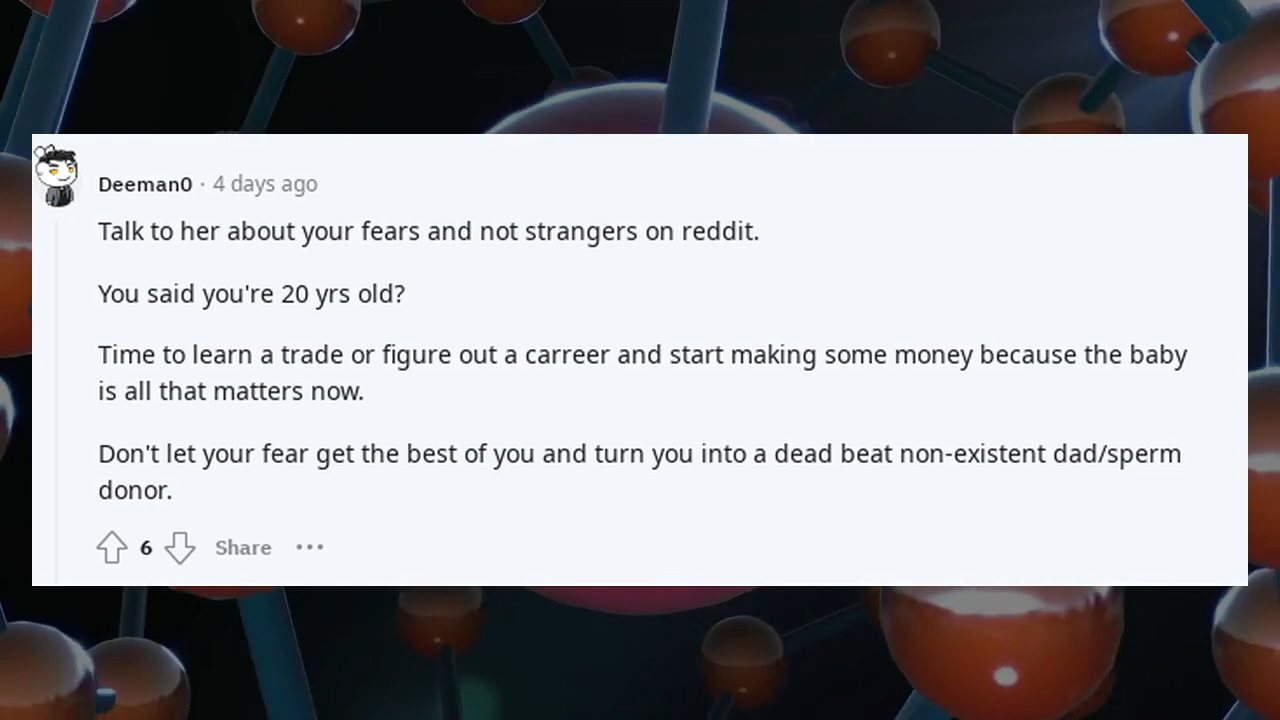 Deeman0 · 4 days ago
Talk to her about your fears and not strangers on reddit.
You said you're 20 yrs old?
Time to learn a trade or figure out a carreer and start making some money because the baby
is all that matters now.
Don't let your fear get the best of you and turn you into a dead beat non-existent dad/sperm
donor.
6 Share ...